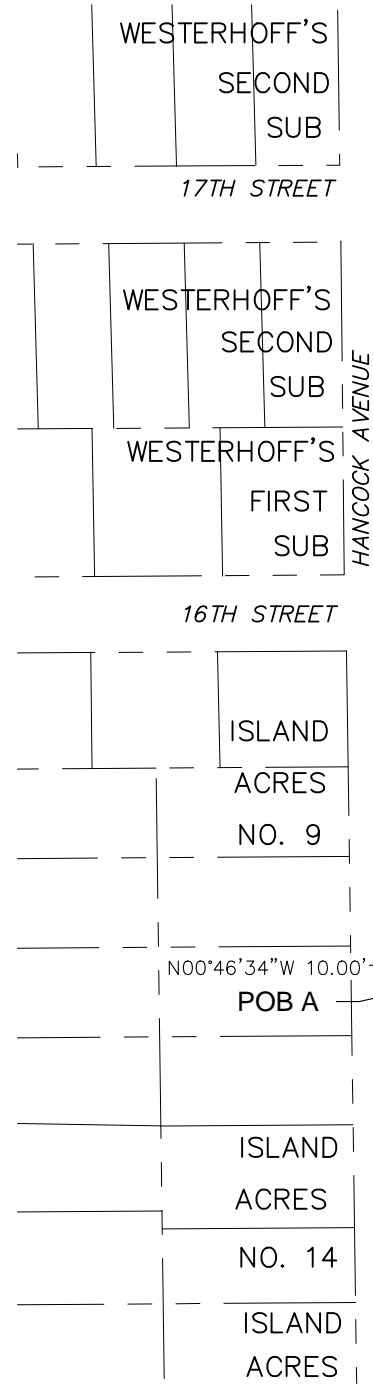 WESTERHOFF'S
SECOND
SUB
17TH STREET
WESTERHOFF'S
SECOND
SUB
HANCOCK AVENUE
WESTERHOFF'S
FIRST
SUB
16TH STREET
ISLAND
ACRES
NO. 9
N00°46'34"W 10.00'
POB A
ISLAND
ACRES
NO. 14
ISLAND
ACRES